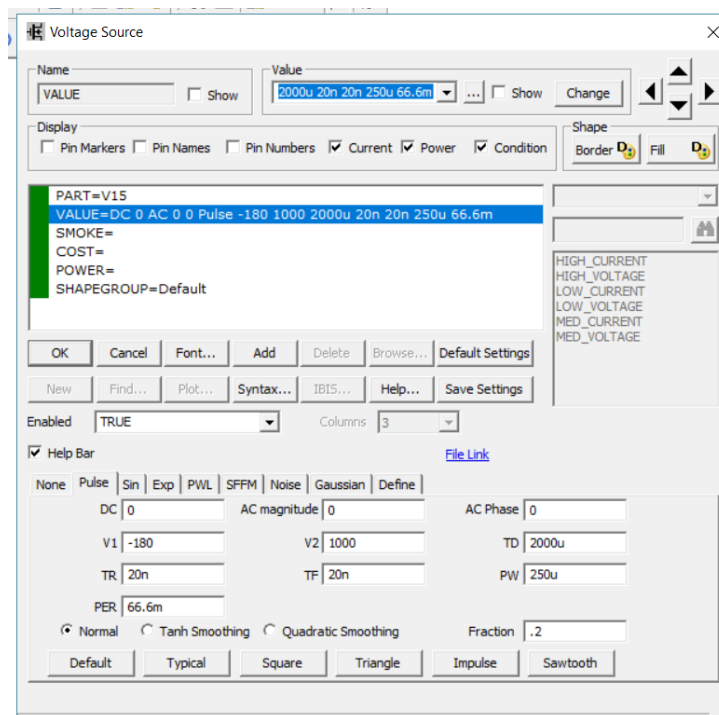 Voltage Source
Name
VALUE Show
Value
2000u 20n 20n 250u 66.6m ... Show Change
Display
Pin Markers Pin Names Pin Numbers Current Power Condition
Shape
Border Fill
PART=V15
VALUE=DC 0 AC 0 0 Pulse -180 1000 2000u 20n 20n 250u 66.6m
SMOKE=
COST=
POWER=
SHAPEGROUP=Default
HIGH_CURRENT
HIGH_VOLTAGE
LOW_CURRENT
LOW_VOLTAGE
MED_CURRENT
MED_VOLTAGE
OK Cancel Font... Add Delete Browse... Default Settings
New Find... Plot... Syntax... IBIS... Help... Save Settings
Enabled TRUE Columns 3
Help Bar File Link
None Pulse Sin Exp PWL SFFM Noise Gaussian Define
DC 0 AC magnitude 0 AC Phase 0
V1 -180 V2 1000 TD 2000u
TR 20n TF 20n PW 250u
PER 66.6m
Normal Tanh Smoothing Quadratic Smoothing Fraction .2
Default Typical Square Triangle Impulse Sawtooth